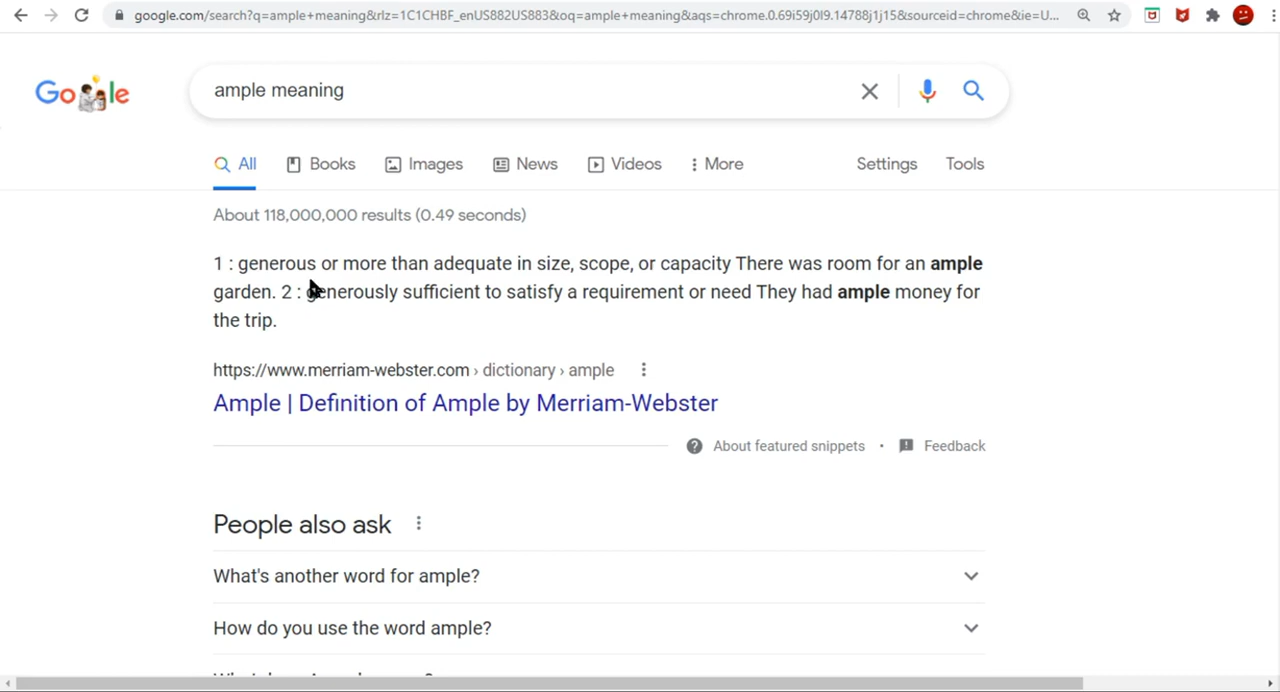 google.com/search?q=ample+meaning&rlz=1C1CHBF_enUS882US883&oq=ample+meaning&aqs=chrome.0.69i59j0l9.14788j1j15&sourceid=chrome&ie=U...
Google
ample meaning
All Books Images News Videos More Settings Tools
About 118,000,000 results (0.49 seconds)
1 : generous or more than adequate in size, scope, or capacity There was room for an ample
garden. 2 : generously sufficient to satisfy a requirement or need They had ample money for
the trip.
https://www.merriam-webster.com › dictionary › ample
Ample | Definition of Ample by Merriam-Webster
About featured snippets • Feedback
People also ask
What's another word for ample?
How do you use the word ample?